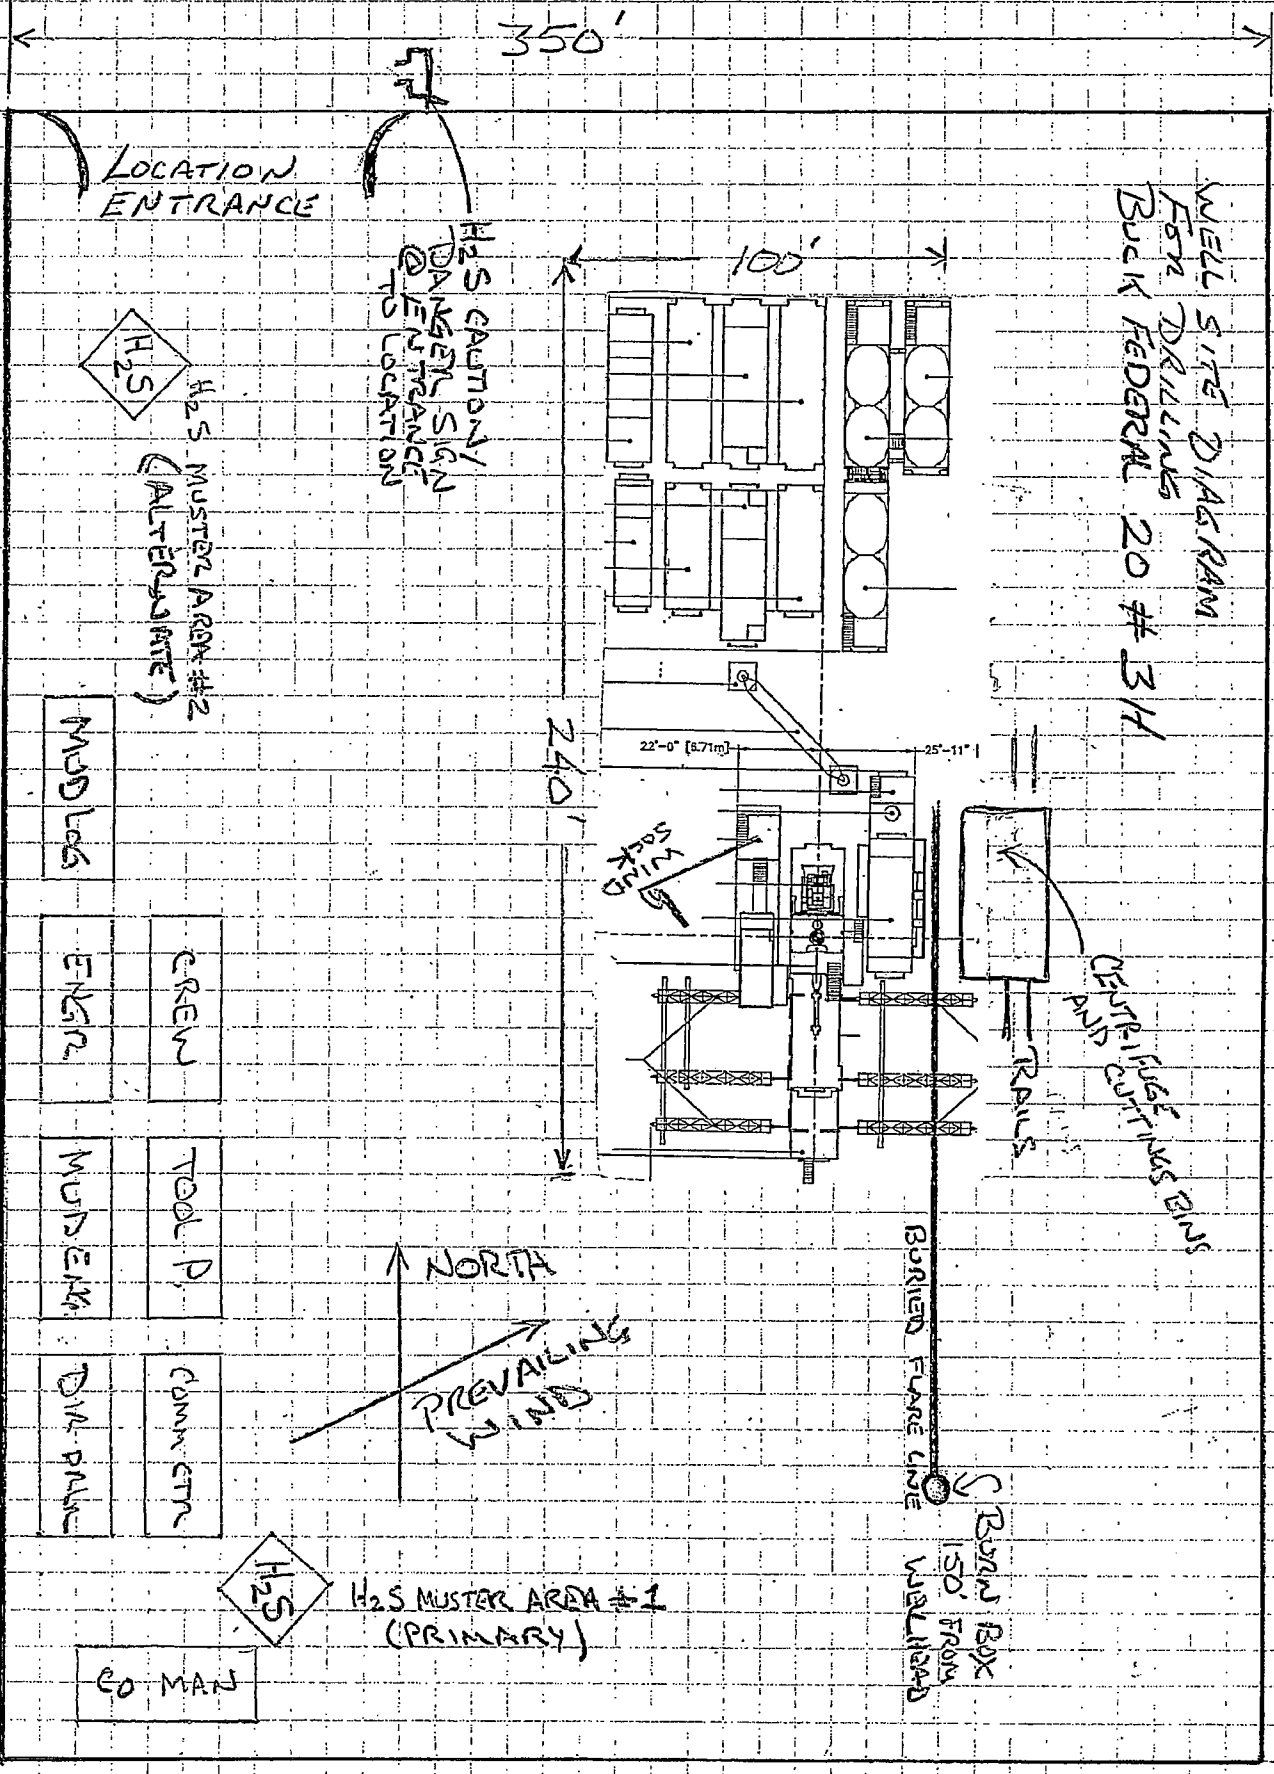 350'
LOCATION
ENTRANCE
H2S CAUTION/
DANGER SIGN
@ ENTRANCE
TO LOCATION
WELL SITE DIAGRAM
FOR DRILLING
BUCK FEDERAL 20 #3H
100'
240'
H2S
H2S MUSTER AREA #2
(ALTERNATE)
22'-0" [6.71m]
25'-11"
WIND
SOCK
CENTRIFUGE
AND CUTTINGS BINS
RAILS
MUD LOG
ENGR.
CREW
MUD ENG.
TOOL P.
DIR DRLR
COMM CTR
NORTH
PREVAILING
WIND
BURIED FLARE LINE
BURN BOX
150' FROM
WELLHEAD
H2S
H2S MUSTER AREA #1
(PRIMARY)
CO MAN